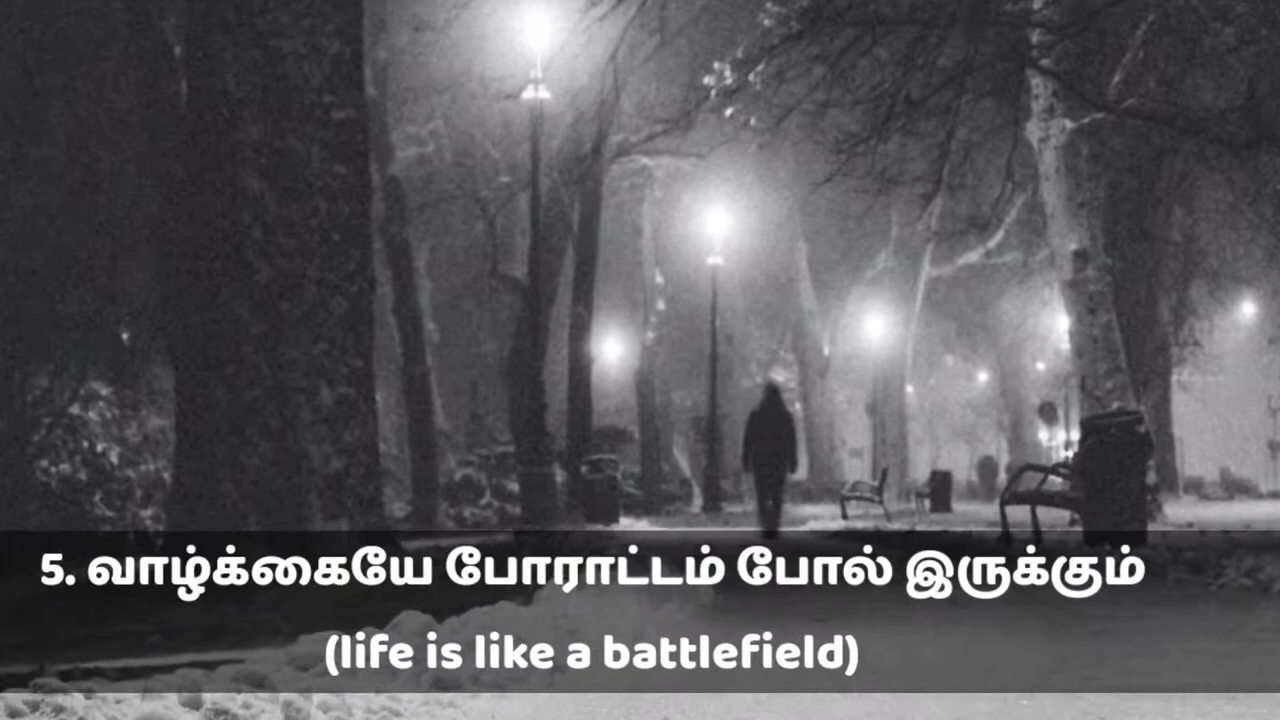 5. வாழ்க்கையே போராட்டம் போல் இருக்கும்
(life is like a battlefield)